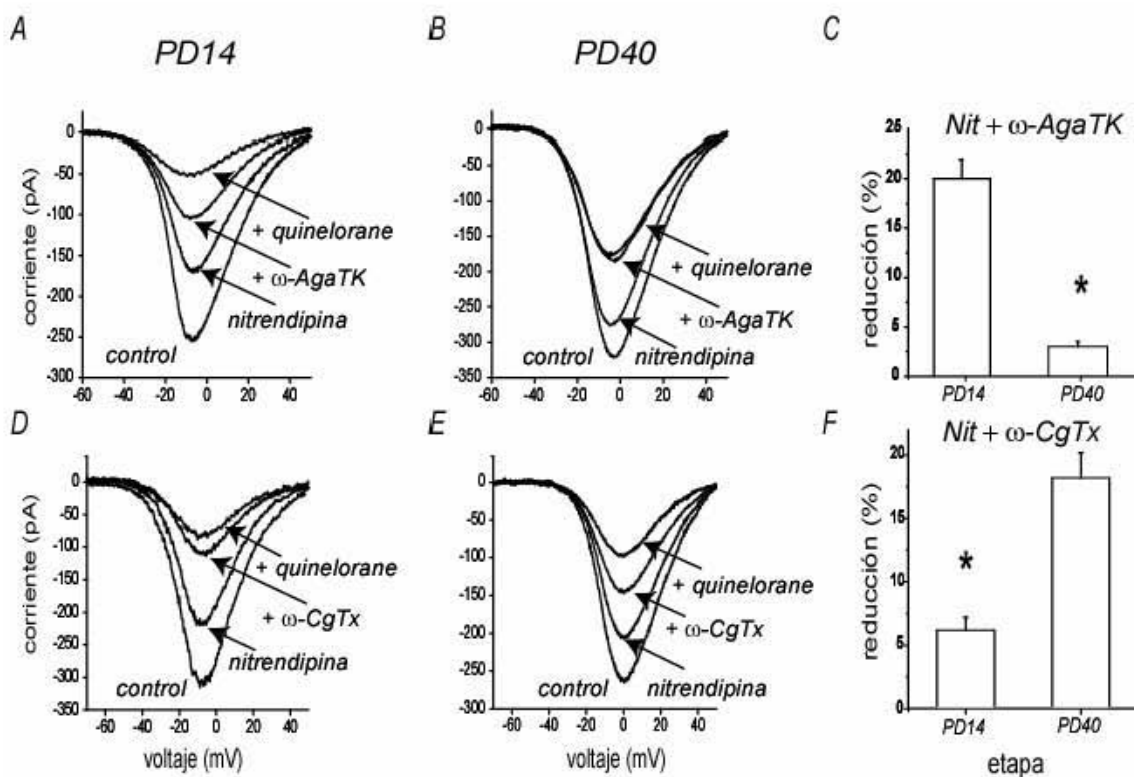 A
PD14
0
-50
-100
-150
-200
-250
-300
corriente (pA)
-60
-40
-20
0
20
40
+ quinelorane
+ ω-AgaTK
nitrendipina
control
B
PD40
0
-50
-100
-150
-200
-250
-300
-350
-60
-40
-20
0
20
40
+ quinelorane
+ ω-AgaTK
control nitrendipina
C
Nit + ω-AgaTK
25
20
15
10
5
0
reducción (%)
*
PD14
PD40
D
0
-50
-100
-150
-200
-250
-300
-350
corriente (pA)
-60
-40
-20
0
20
40
voltaje (mV)
+ quinelorane
+ ω-CgTx
nitrendipina
control
E
0
-50
-100
-150
-200
-250
-300
-60
-40
-20
0
20
40
voltaje (mV)
+ quinelorane
+ ω-CgTx
control nitrendipina
F
Nit + ω-CgTx
20
15
10
5
0
reducción (%)
*
PD14
PD40
etapa